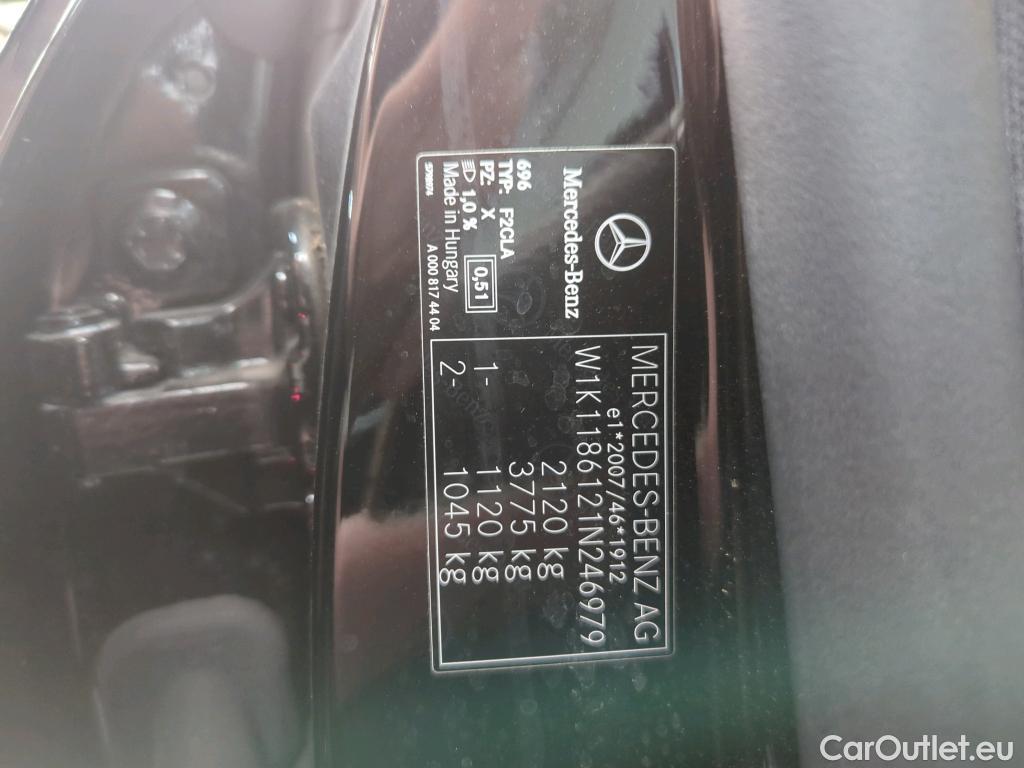 Mercedes-Benz
696
TYP: F2CLA
PZ: X 0,51
1,0 %
Made in Hungary
A 000 817 44 04
MERCEDES-BENZ AG
e1*2007/46*1912
W1K1186121N246979
2120 kg
3775 kg
1- 1120 kg
2- 1045 kg
CarOutlet.eu